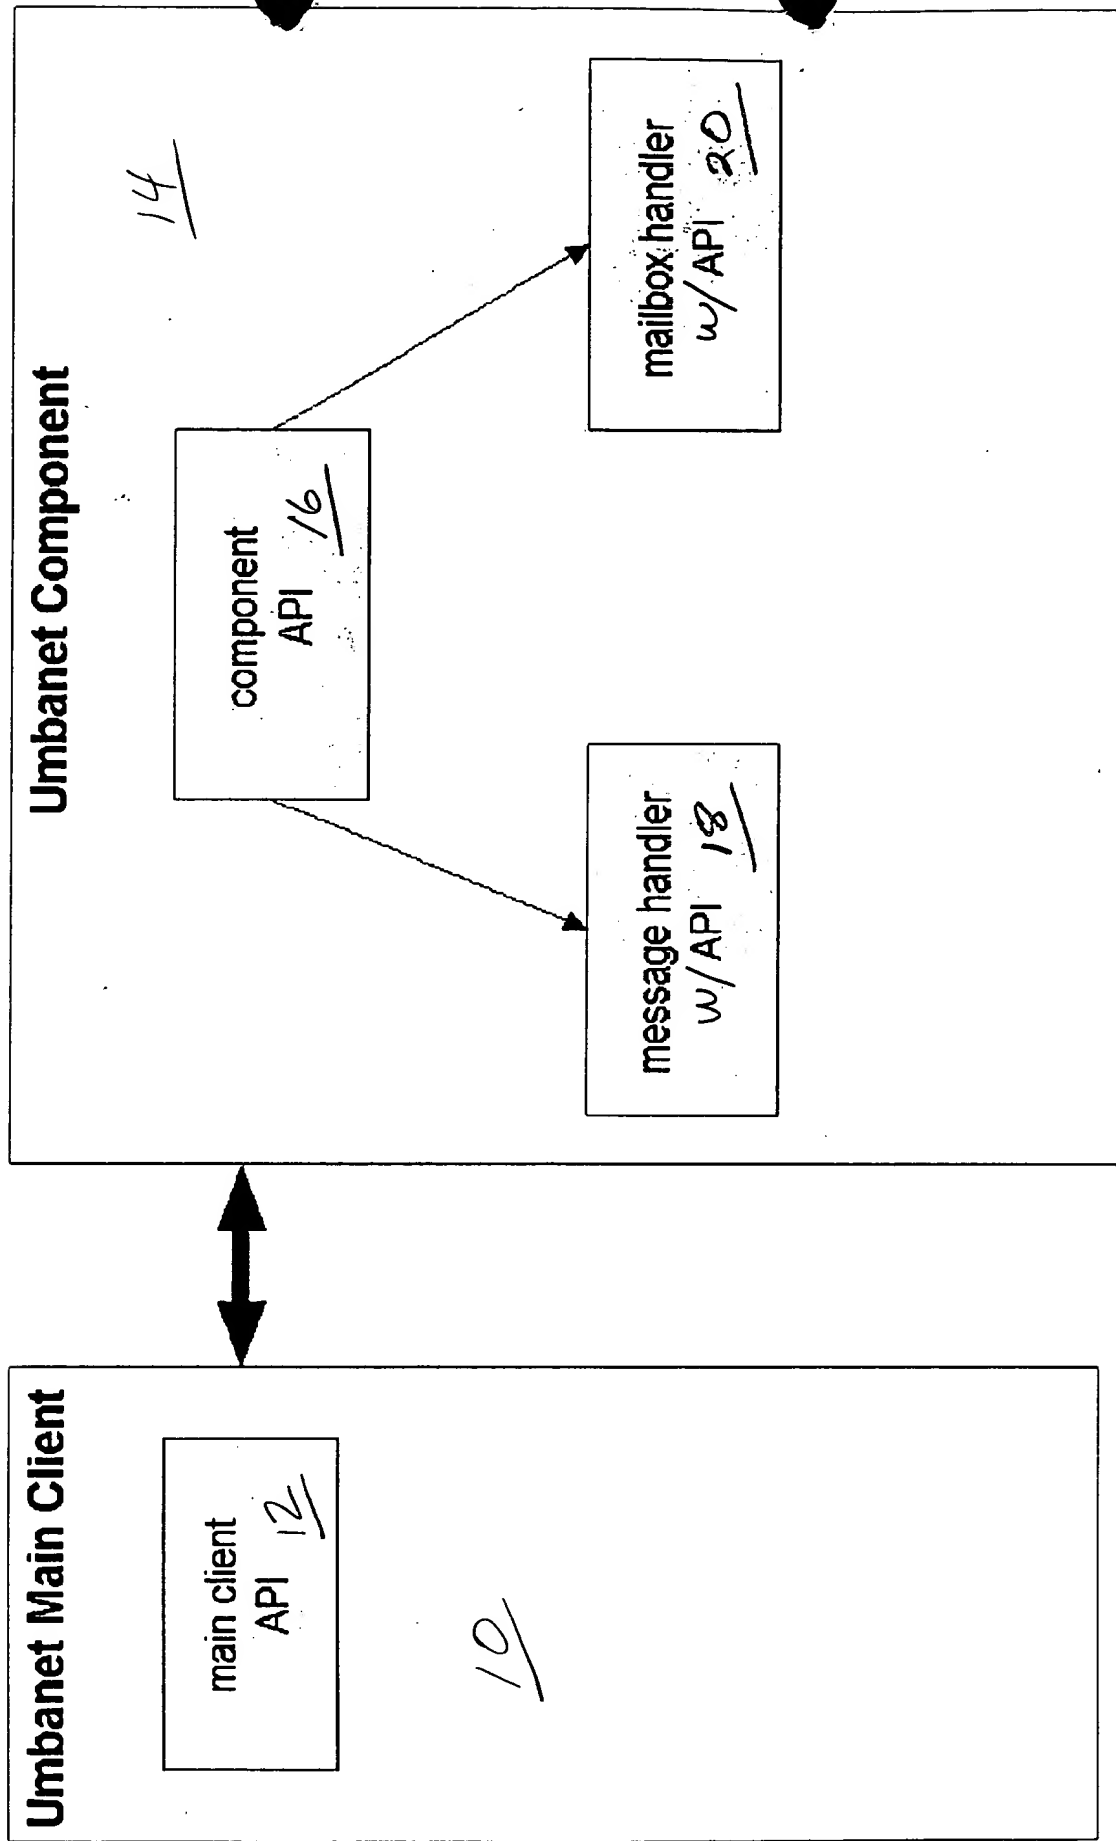 Umbanet Main Client
main client
API 12
10
Umbanet Component
14
component
API 16
message handler
w/API 18
mailbox handler
w/API 20